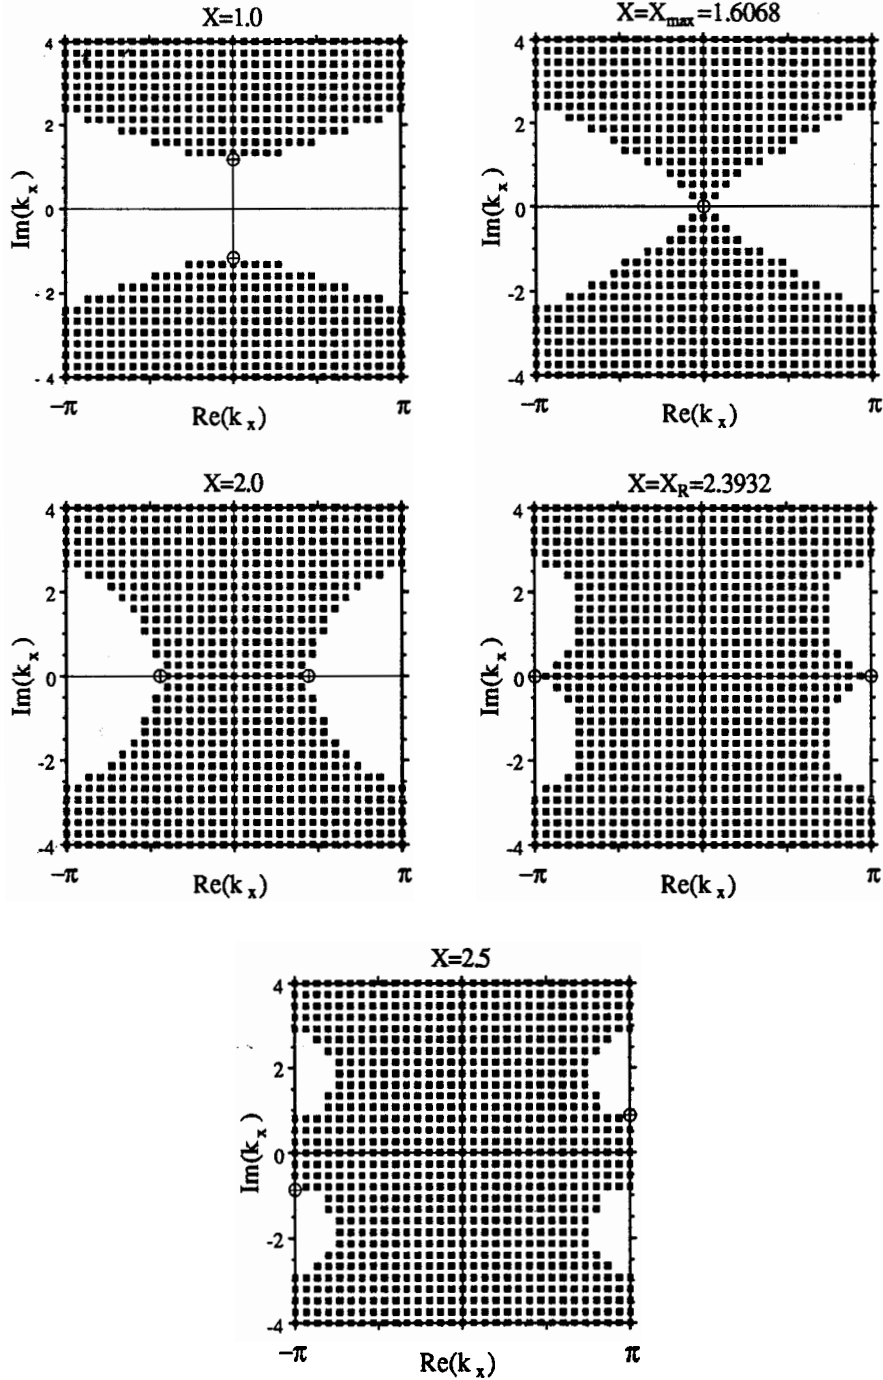 X=1.0
4
2
0
-2
-4
Im(k_x)
-π
π
Re(k_x)
X=X_max=1.6068
4
2
0
-2
-4
Im(k_x)
-π
π
Re(k_x)
X=2.0
4
2
0
-2
-4
Im(k_x)
-π
π
Re(k_x)
X=X_R=2.3932
4
2
0
-2
-4
Im(k_x)
-π
π
Re(k_x)
X=2.5
4
2
0
-2
-4
Im(k_x)
-π
π
Re(k_x)